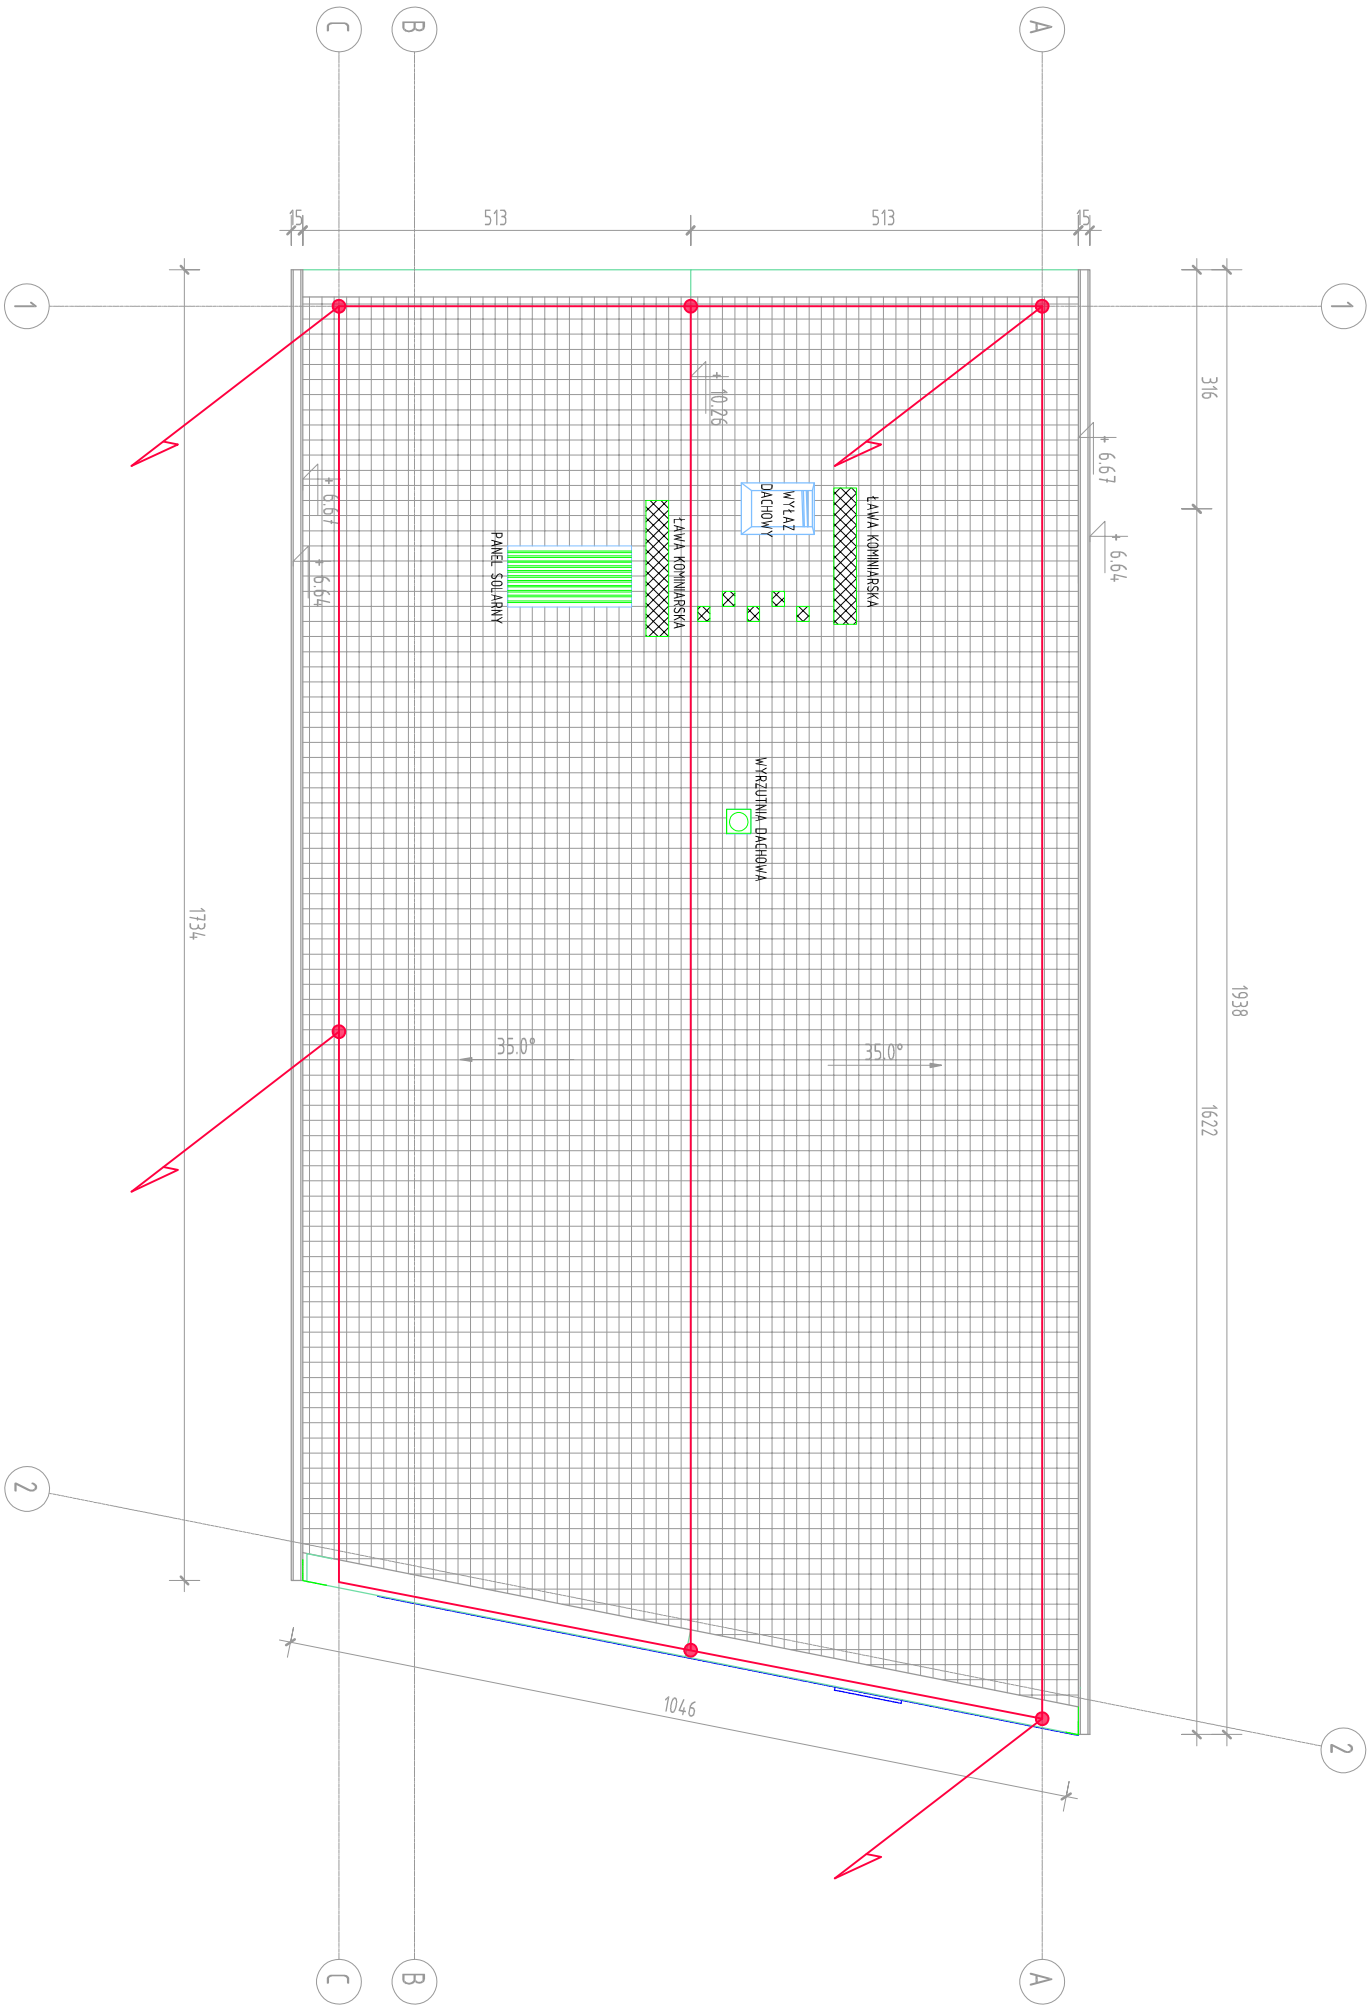 C
B
A
15
513
513
15
1
1
316
+ 10.26
+ 6.67
+ 6.67
+ 6.64
+ 6.64
WYŁAZ
DACHOWY
ŁAWA KOMINIARSKA
ŁAWA KOMINIARSKA
PANEL SOLARNY
WYRZUTNIA DACHOWA
1734
1938
35.0°
35.0°
1622
2
1046
2
C
B
A